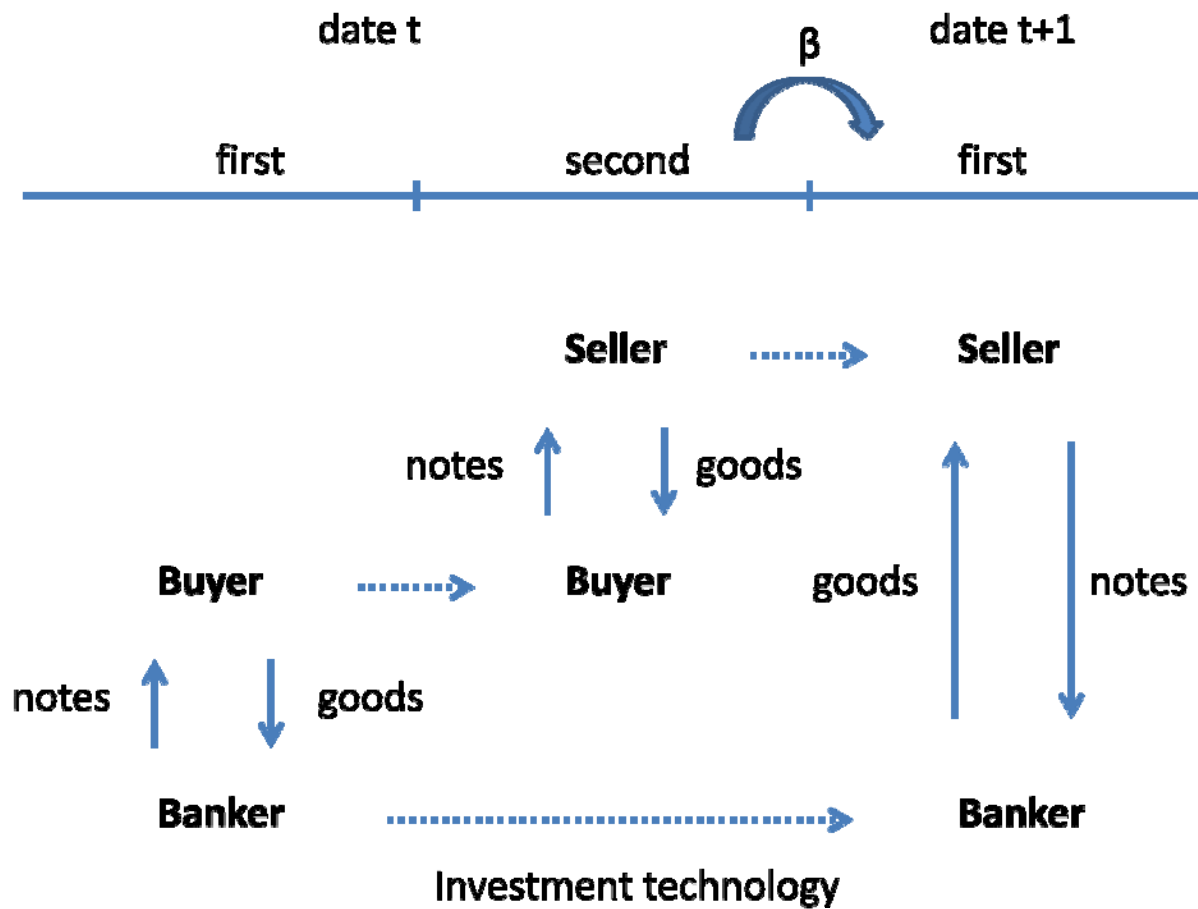 date t
β
date t+1
first
second
first
Seller
Seller
notes
goods
Buyer
Buyer
goods
notes
notes
goods
Banker
Banker
Investment technology